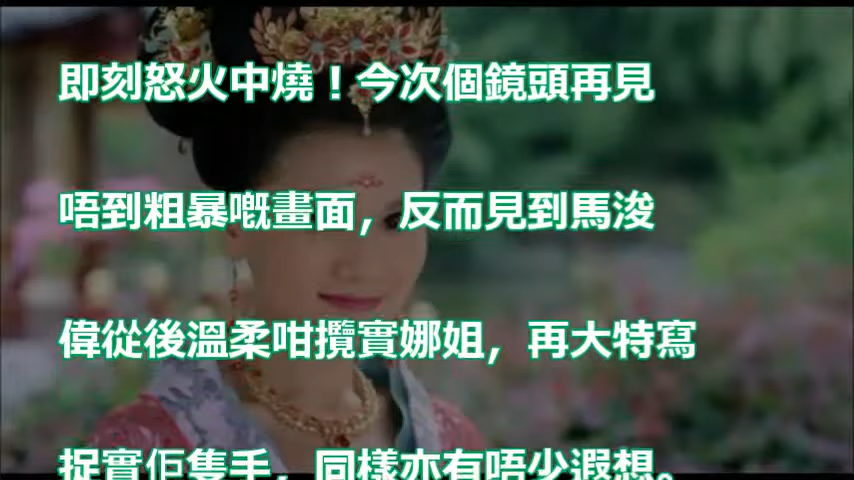 即刻怒火中燒！今次個鏡頭再見
唔到粗暴嘅畫面，反而見到馬浚
偉從後溫柔咁攬實娜姐，再大特寫
捉實佢隻手，同樣亦有唔少遐想。